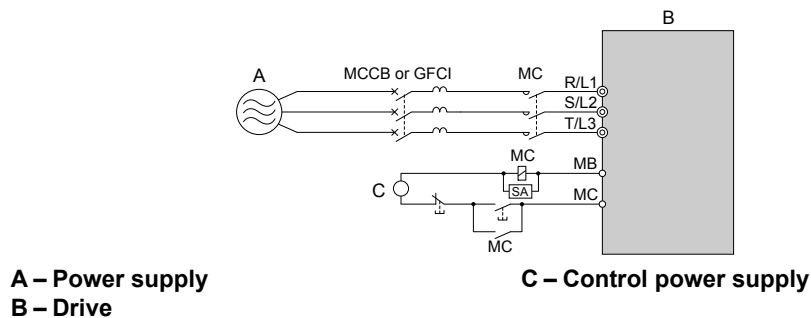 B
A
MCCB or GFCI
MC
R/L1
S/L2
T/L3
MC
MB
C
SA
MC
MC
A – Power supply
C – Control power supply
B – Drive